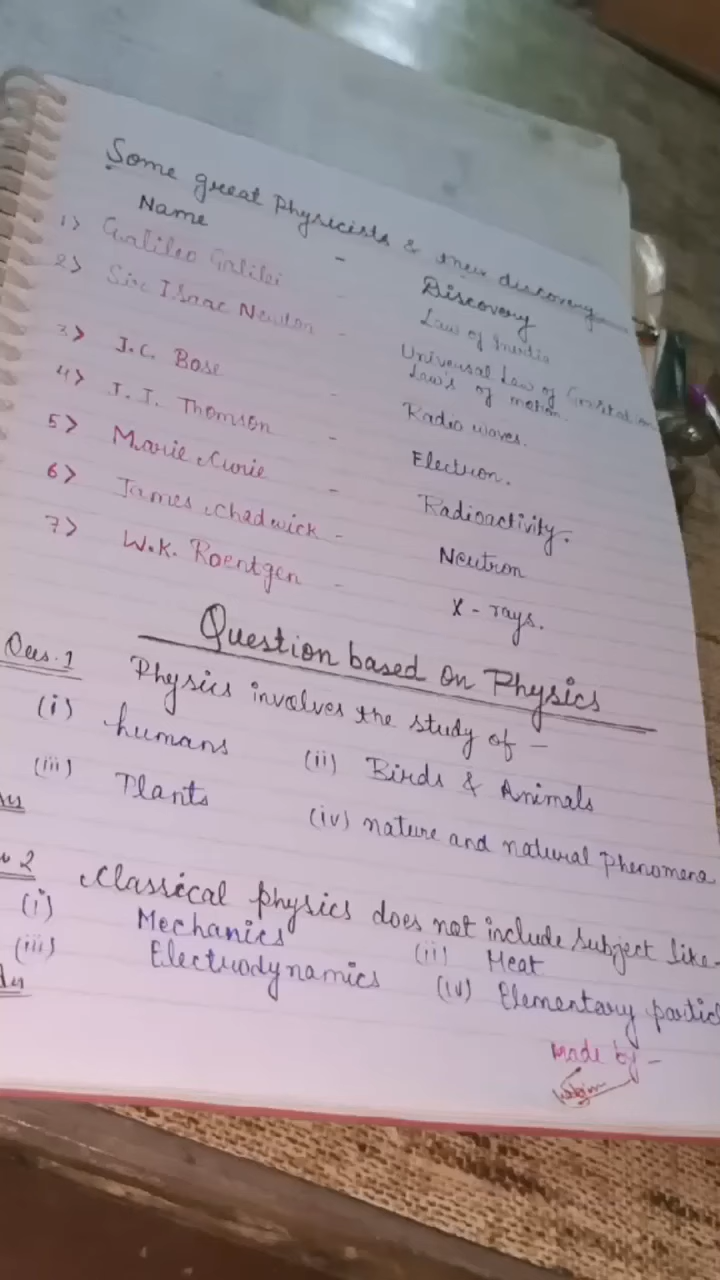 Some great Physicists & their discovery
Name - Discovery
1> Galileo Galilei - Law of Inertia
2> Sir Isaac Newton - Universal Law of Gravitation
Law's of motion.
3> J.C. Bose - Radio waves.
4> J.J. Thomson - Electron.
5> Marie Curie - Radioactivity.
6> James Chadwick - Neutron
7> W.K. Roentgen - X-rays.
Question based on Physics
Ques.1 Physics involves the study of -
(i) humans (ii) Birds & Animals
(iii) Plants (iv) nature and natural phenomena
2 Classical physics does not include subject like-
(i) Mechanics (ii) Heat
(iii) Electrodynamics (iv) Elementary partic
made by -